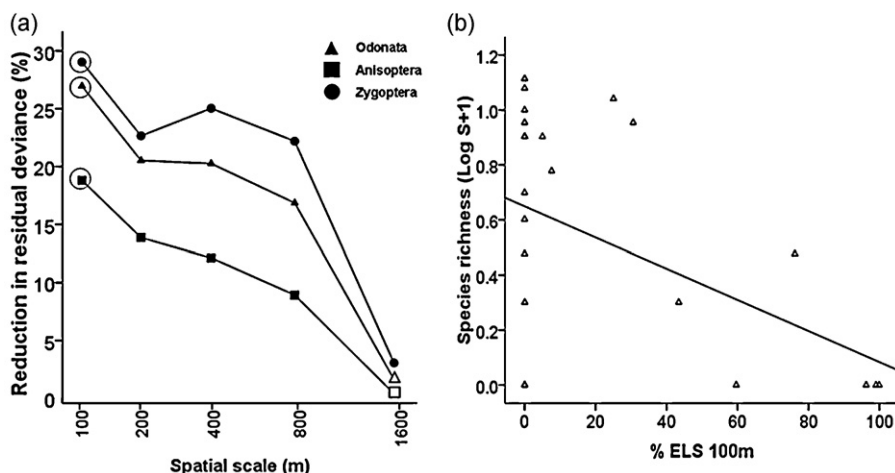 (a)
Reduction in residual deviance (%)
30
25
20
15
10
5
0
Odonata
Anisoptera
Zygoptera
100
200
400
800
1600
Spatial scale (m)
(b)
Species richness (Log S+1)
1.2
1.0
0.8
0.6
0.4
0.2
0.0
0
20
40
60
80
100
% ELS 100m